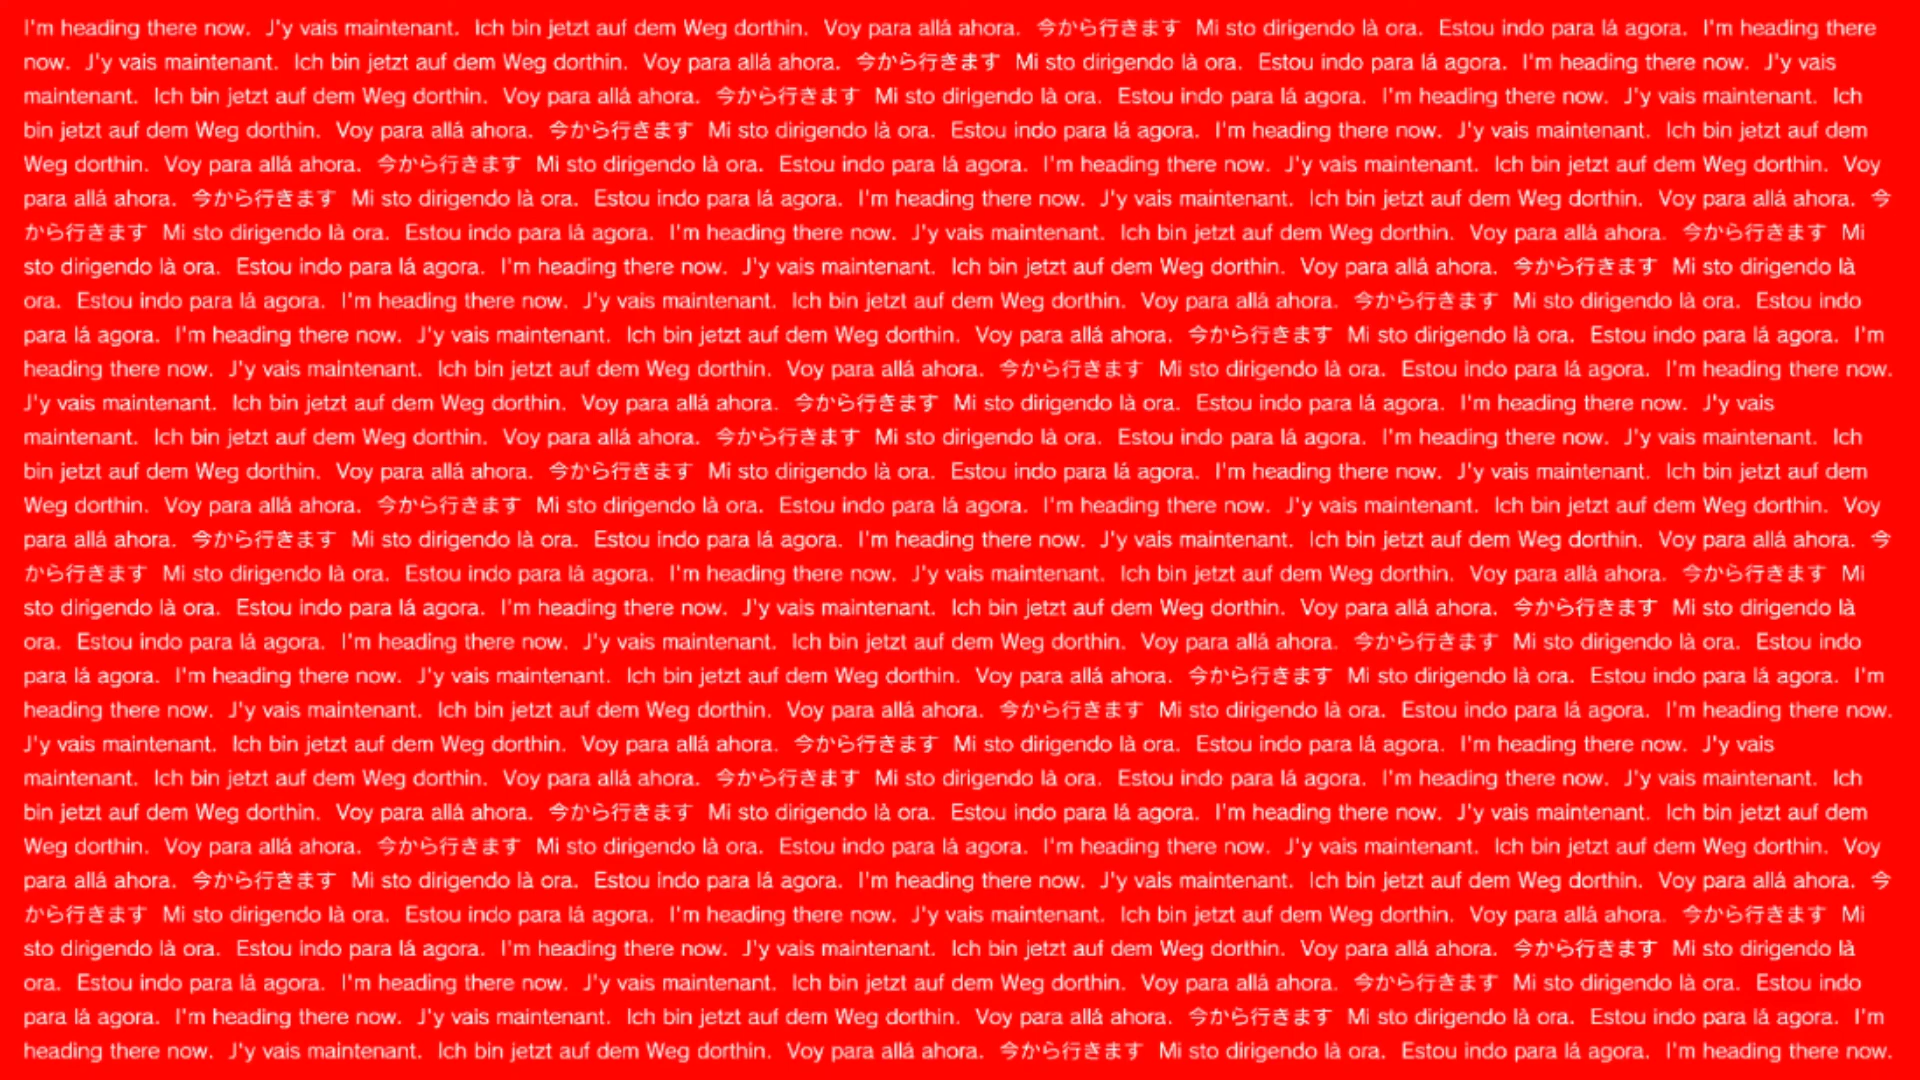 I'm heading there now. J'y vais maintenant. Ich bin jetzt auf dem Weg dorthin. Voy para allá ahora. 今から行きます Mi sto dirigendo là ora. Estou indo para lá agora. I'm heading there
now. J'y vais maintenant. Ich bin jetzt auf dem Weg dorthin. Voy para allá ahora. 今から行きます Mi sto dirigendo là ora. Estou indo para lá agora. I'm heading there now. J'y vais
maintenant. Ich bin jetzt auf dem Weg dorthin. Voy para allá ahora. 今から行きます Mi sto dirigendo là ora. Estou indo para lá agora. I'm heading there now. J'y vais maintenant. Ich
bin jetzt auf dem Weg dorthin. Voy para allá ahora. 今から行きます Mi sto dirigendo là ora. Estou indo para lá agora. I'm heading there now. J'y vais maintenant. Ich bin jetzt auf dem
Weg dorthin. Voy para allá ahora. 今から行きます Mi sto dirigendo là ora. Estou indo para lá agora. I'm heading there now. J'y vais maintenant. Ich bin jetzt auf dem Weg dorthin. Voy
para allá ahora. 今から行きます Mi sto dirigendo là ora. Estou indo para lá agora. I'm heading there now. J'y vais maintenant. Ich bin jetzt auf dem Weg dorthin. Voy para allá ahora. 今
から行きます Mi sto dirigendo là ora. Estou indo para lá agora. I'm heading there now. J'y vais maintenant. Ich bin jetzt auf dem Weg dorthin. Voy para allá ahora. 今から行きます Mi
sto dirigendo là ora. Estou indo para lá agora. I'm heading there now. J'y vais maintenant. Ich bin jetzt auf dem Weg dorthin. Voy para allá ahora. 今から行きます Mi sto dirigendo là
ora. Estou indo para lá agora. I'm heading there now. J'y vais maintenant. Ich bin jetzt auf dem Weg dorthin. Voy para allá ahora. 今から行きます Mi sto dirigendo là ora. Estou indo
para lá agora. I'm heading there now. J'y vais maintenant. Ich bin jetzt auf dem Weg dorthin. Voy para allá ahora. 今から行きます Mi sto dirigendo là ora. Estou indo para lá agora. I'm
heading there now. J'y vais maintenant. Ich bin jetzt auf dem Weg dorthin. Voy para allá ahora. 今から行きます Mi sto dirigendo là ora. Estou indo para lá agora. I'm heading there now.
J'y vais maintenant. Ich bin jetzt auf dem Weg dorthin. Voy para allá ahora. 今から行きます Mi sto dirigendo là ora. Estou indo para lá agora. I'm heading there now. J'y vais
maintenant. Ich bin jetzt auf dem Weg dorthin. Voy para allá ahora. 今から行きます Mi sto dirigendo là ora. Estou indo para lá agora. I'm heading there now. J'y vais maintenant. Ich
bin jetzt auf dem Weg dorthin. Voy para allá ahora. 今から行きます Mi sto dirigendo là ora. Estou indo para lá agora. I'm heading there now. J'y vais maintenant. Ich bin jetzt auf dem
Weg dorthin. Voy para allá ahora. 今から行きます Mi sto dirigendo là ora. Estou indo para lá agora. I'm heading there now. J'y vais maintenant. Ich bin jetzt auf dem Weg dorthin. Voy
para allá ahora. 今から行きます Mi sto dirigendo là ora. Estou indo para lá agora. I'm heading there now. J'y vais maintenant. Ich bin jetzt auf dem Weg dorthin. Voy para allá ahora. 今
から行きます Mi sto dirigendo là ora. Estou indo para lá agora. I'm heading there now. J'y vais maintenant. Ich bin jetzt auf dem Weg dorthin. Voy para allá ahora. 今から行きます Mi
sto dirigendo là ora. Estou indo para lá agora. I'm heading there now. J'y vais maintenant. Ich bin jetzt auf dem Weg dorthin. Voy para allá ahora. 今から行きます Mi sto dirigendo là
ora. Estou indo para lá agora. I'm heading there now. J'y vais maintenant. Ich bin jetzt auf dem Weg dorthin. Voy para allá ahora. 今から行きます Mi sto dirigendo là ora. Estou indo
para lá agora. I'm heading there now. J'y vais maintenant. Ich bin jetzt auf dem Weg dorthin. Voy para allá ahora. 今から行きます Mi sto dirigendo là ora. Estou indo para lá agora. I'm
heading there now. J'y vais maintenant. Ich bin jetzt auf dem Weg dorthin. Voy para allá ahora. 今から行きます Mi sto dirigendo là ora. Estou indo para lá agora. I'm heading there now.
J'y vais maintenant. Ich bin jetzt auf dem Weg dorthin. Voy para allá ahora. 今から行きます Mi sto dirigendo là ora. Estou indo para lá agora. I'm heading there now. J'y vais
maintenant. Ich bin jetzt auf dem Weg dorthin. Voy para allá ahora. 今から行きます Mi sto dirigendo là ora. Estou indo para lá agora. I'm heading there now. J'y vais maintenant. Ich
bin jetzt auf dem Weg dorthin. Voy para allá ahora. 今から行きます Mi sto dirigendo là ora. Estou indo para lá agora. I'm heading there now. J'y vais maintenant. Ich bin jetzt auf dem
Weg dorthin. Voy para allá ahora. 今から行きます Mi sto dirigendo là ora. Estou indo para lá agora. I'm heading there now. J'y vais maintenant. Ich bin jetzt auf dem Weg dorthin. Voy
para allá ahora. 今から行きます Mi sto dirigendo là ora. Estou indo para lá agora. I'm heading there now. J'y vais maintenant. Ich bin jetzt auf dem Weg dorthin. Voy para allá ahora. 今
から行きます Mi sto dirigendo là ora. Estou indo para lá agora. I'm heading there now. J'y vais maintenant. Ich bin jetzt auf dem Weg dorthin. Voy para allá ahora. 今から行きます Mi
sto dirigendo là ora. Estou indo para lá agora. I'm heading there now. J'y vais maintenant. Ich bin jetzt auf dem Weg dorthin. Voy para allá ahora. 今から行きます Mi sto dirigendo là
ora. Estou indo para lá agora. I'm heading there now. J'y vais maintenant. Ich bin jetzt auf dem Weg dorthin. Voy para allá ahora. 今から行きます Mi sto dirigendo là ora. Estou indo
para lá agora. I'm heading there now. J'y vais maintenant. Ich bin jetzt auf dem Weg dorthin. Voy para allá ahora. 今から行きます Mi sto dirigendo là ora. Estou indo para lá agora. I'm
heading there now. J'y vais maintenant. Ich bin jetzt auf dem Weg dorthin. Voy para allá ahora. 今から行きます Mi sto dirigendo là ora. Estou indo para lá agora. I'm heading there now.